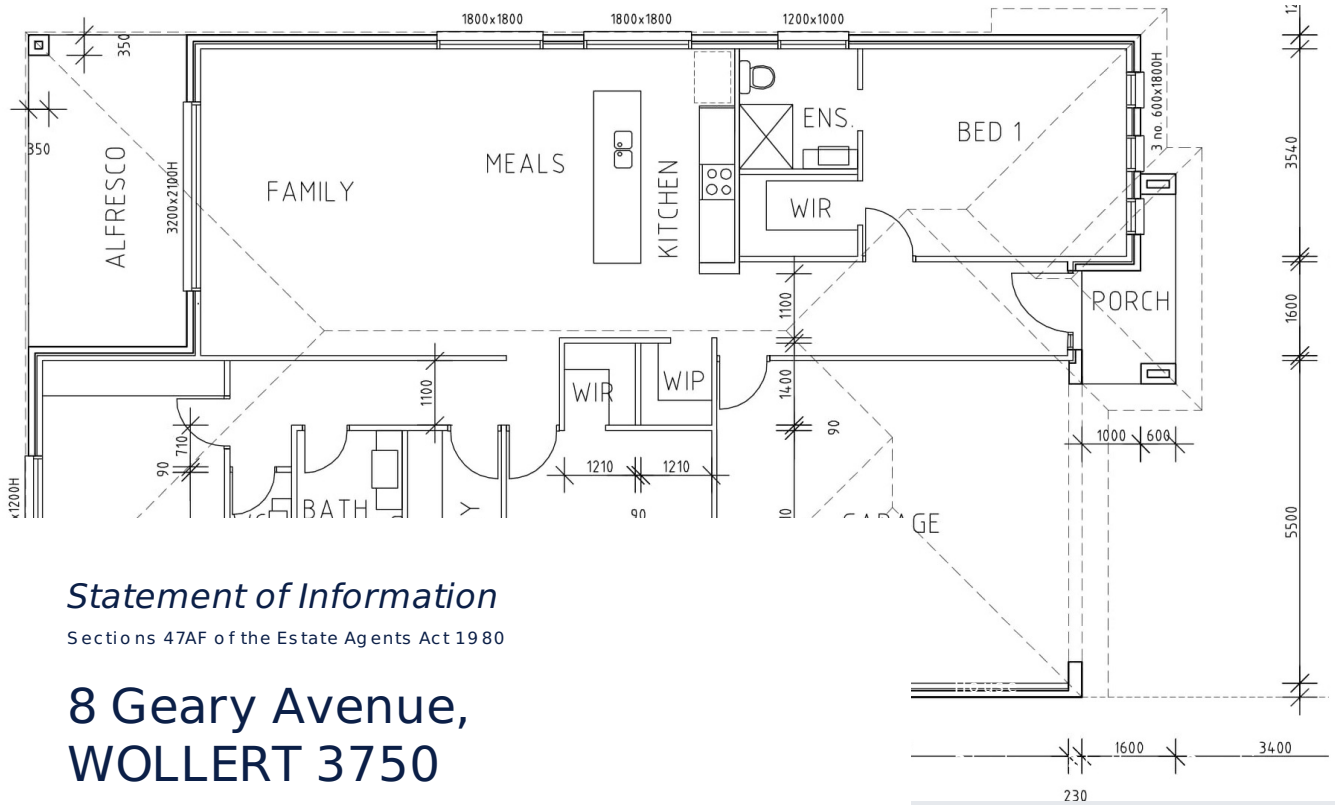 1800x1800
1800x1800
1200x1000
350
350
ALFRESCO
3200x2100H
FAMILY
MEALS
KITCHEN
ENS.
BED 1
3 no. 600x1800H
3540
WIR
1100
PORCH
1600
WIR
WIP
1400
1100
710
90
90
1000
600
1210
1210
90
x1200H
BATH
GARAGE
5500
Statement of Information
Sections 47AF of the Estate Agents Act 1980
8 Geary Avenue,
WOLLERT 3750
1600
3400
230